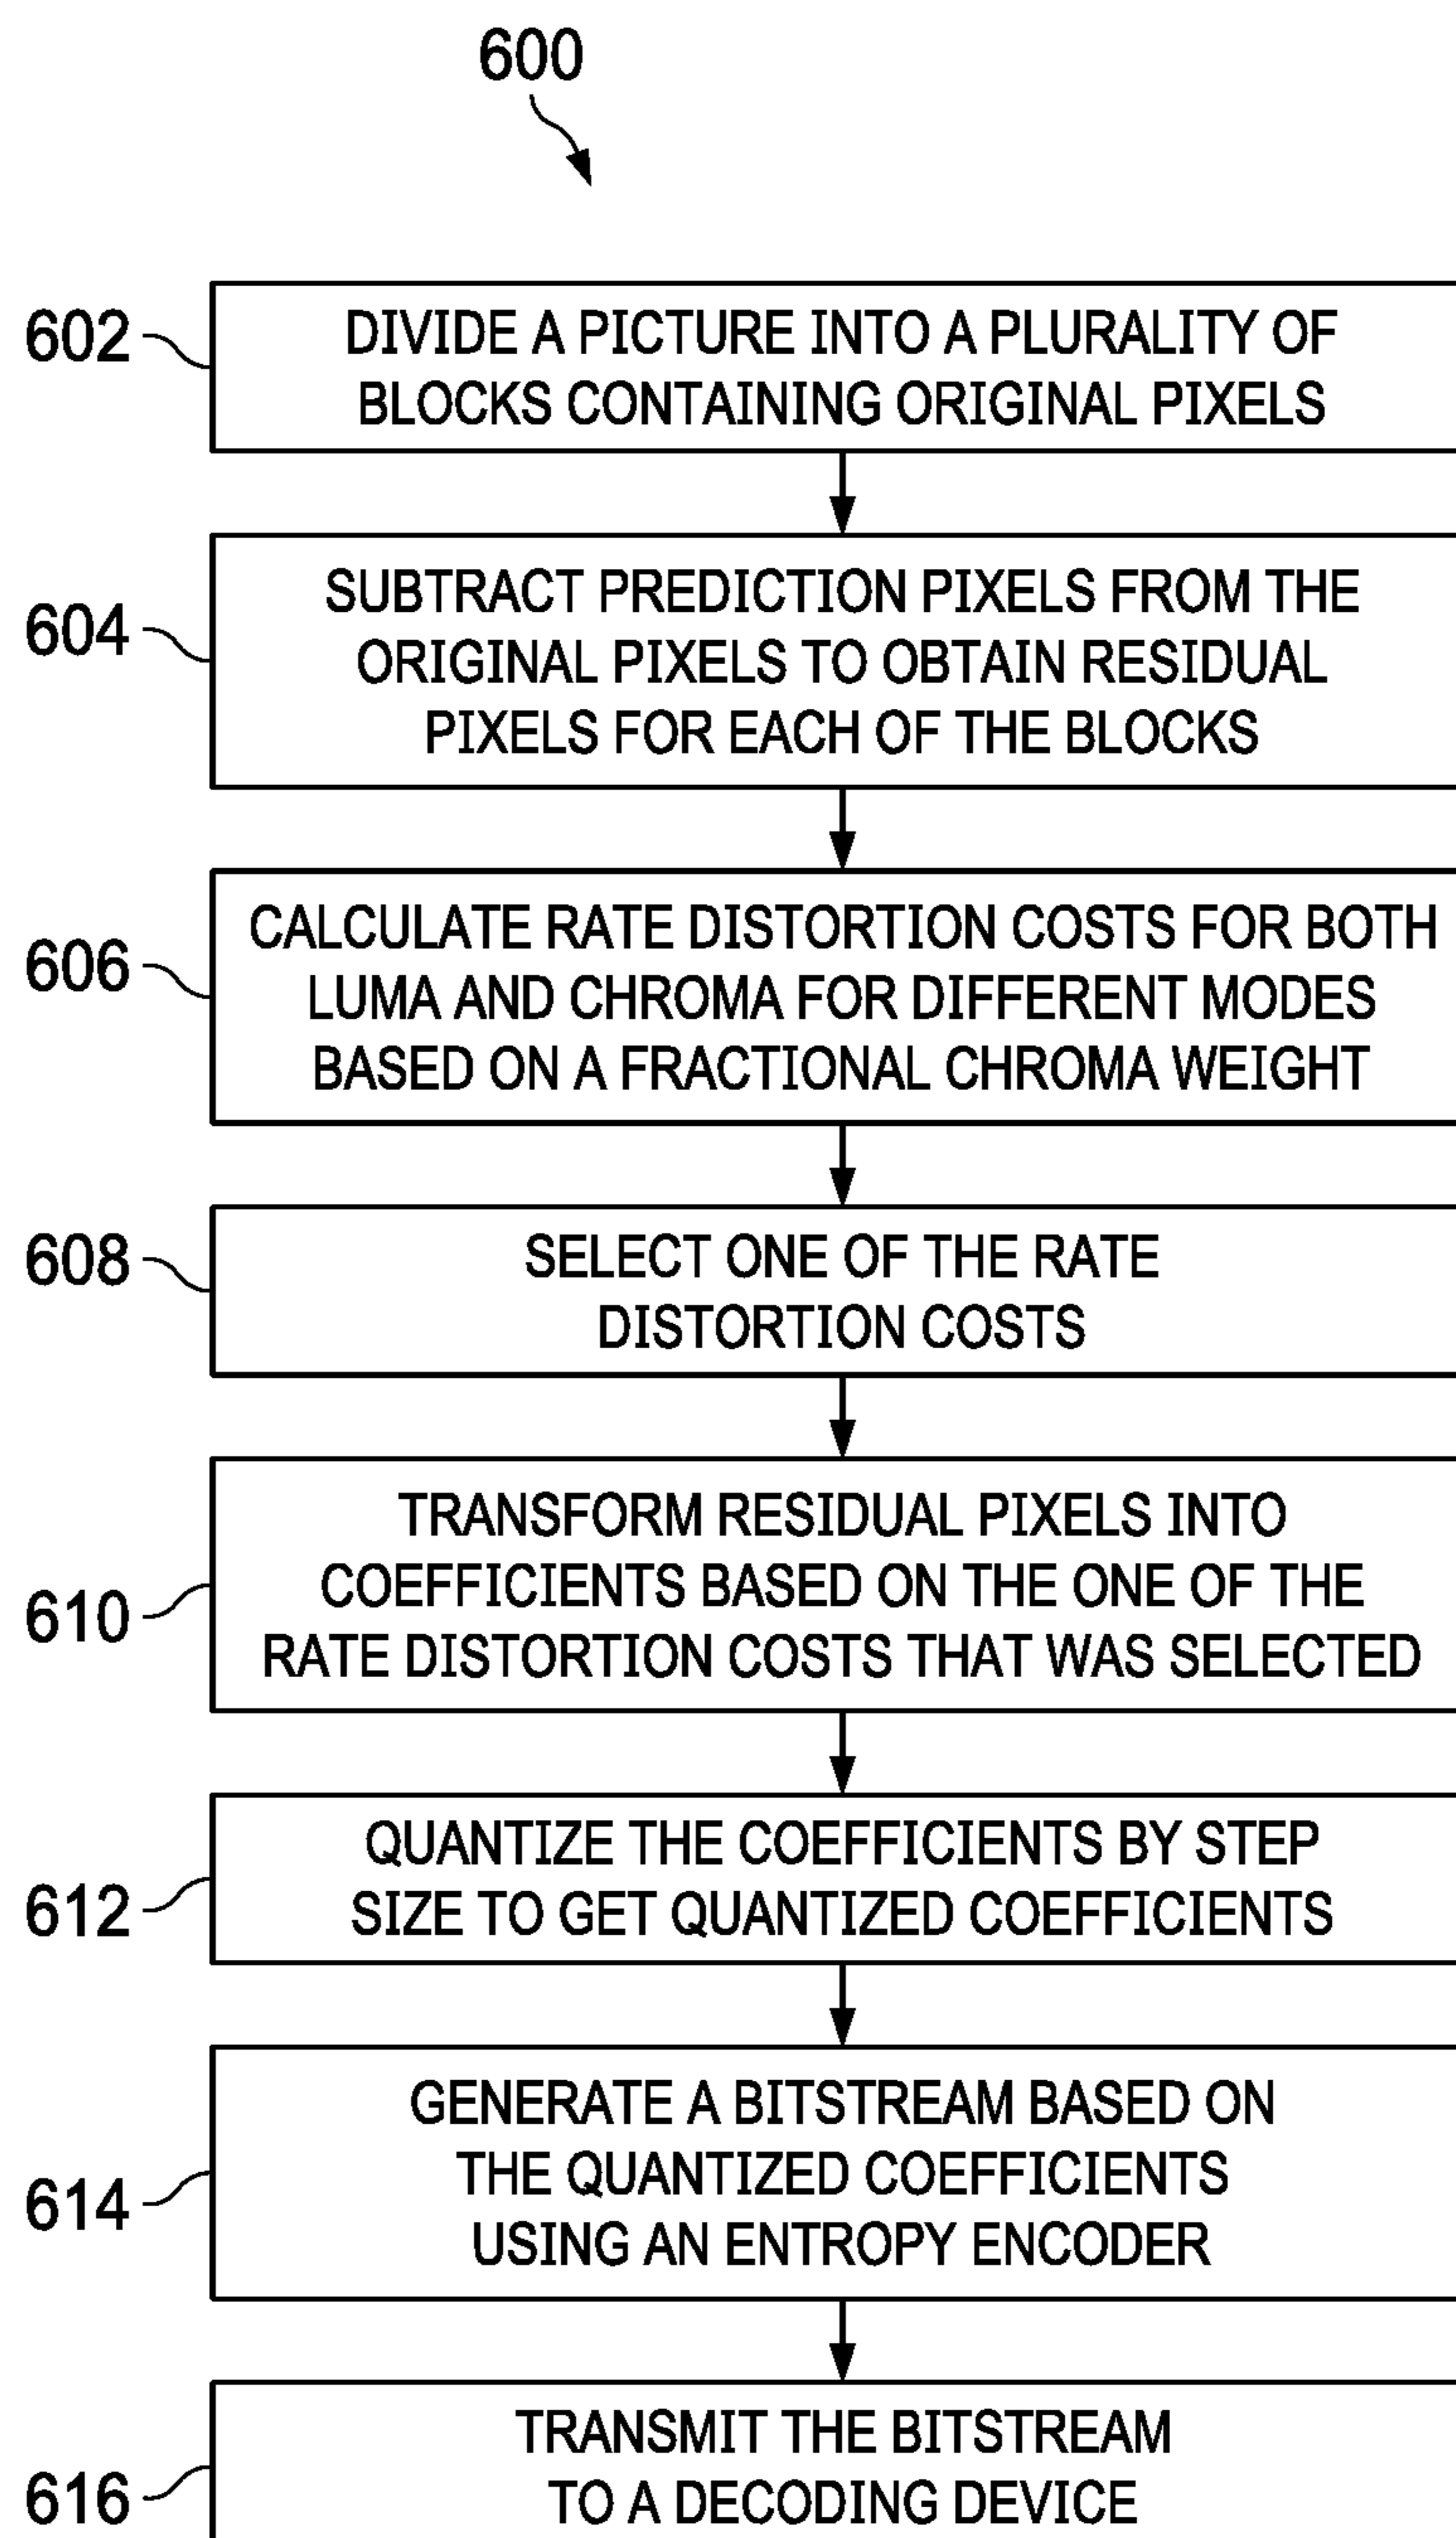 600
602
DIVIDE A PICTURE INTO A PLURALITY OF
BLOCKS CONTAINING ORIGINAL PIXELS
604
SUBTRACT PREDICTION PIXELS FROM THE
ORIGINAL PIXELS TO OBTAIN RESIDUAL
PIXELS FOR EACH OF THE BLOCKS
606
CALCULATE RATE DISTORTION COSTS FOR BOTH
LUMA AND CHROMA FOR DIFFERENT MODES
BASED ON A FRACTIONAL CHROMA WEIGHT
608
SELECT ONE OF THE RATE
DISTORTION COSTS
610
TRANSFORM RESIDUAL PIXELS INTO
COEFFICIENTS BASED ON THE ONE OF THE
RATE DISTORTION COSTS THAT WAS SELECTED
612
QUANTIZE THE COEFFICIENTS BY STEP
SIZE TO GET QUANTIZED COEFFICIENTS
614
GENERATE A BITSTREAM BASED ON
THE QUANTIZED COEFFICIENTS
USING AN ENTROPY ENCODER
616
TRANSMIT THE BITSTREAM
TO A DECODING DEVICE